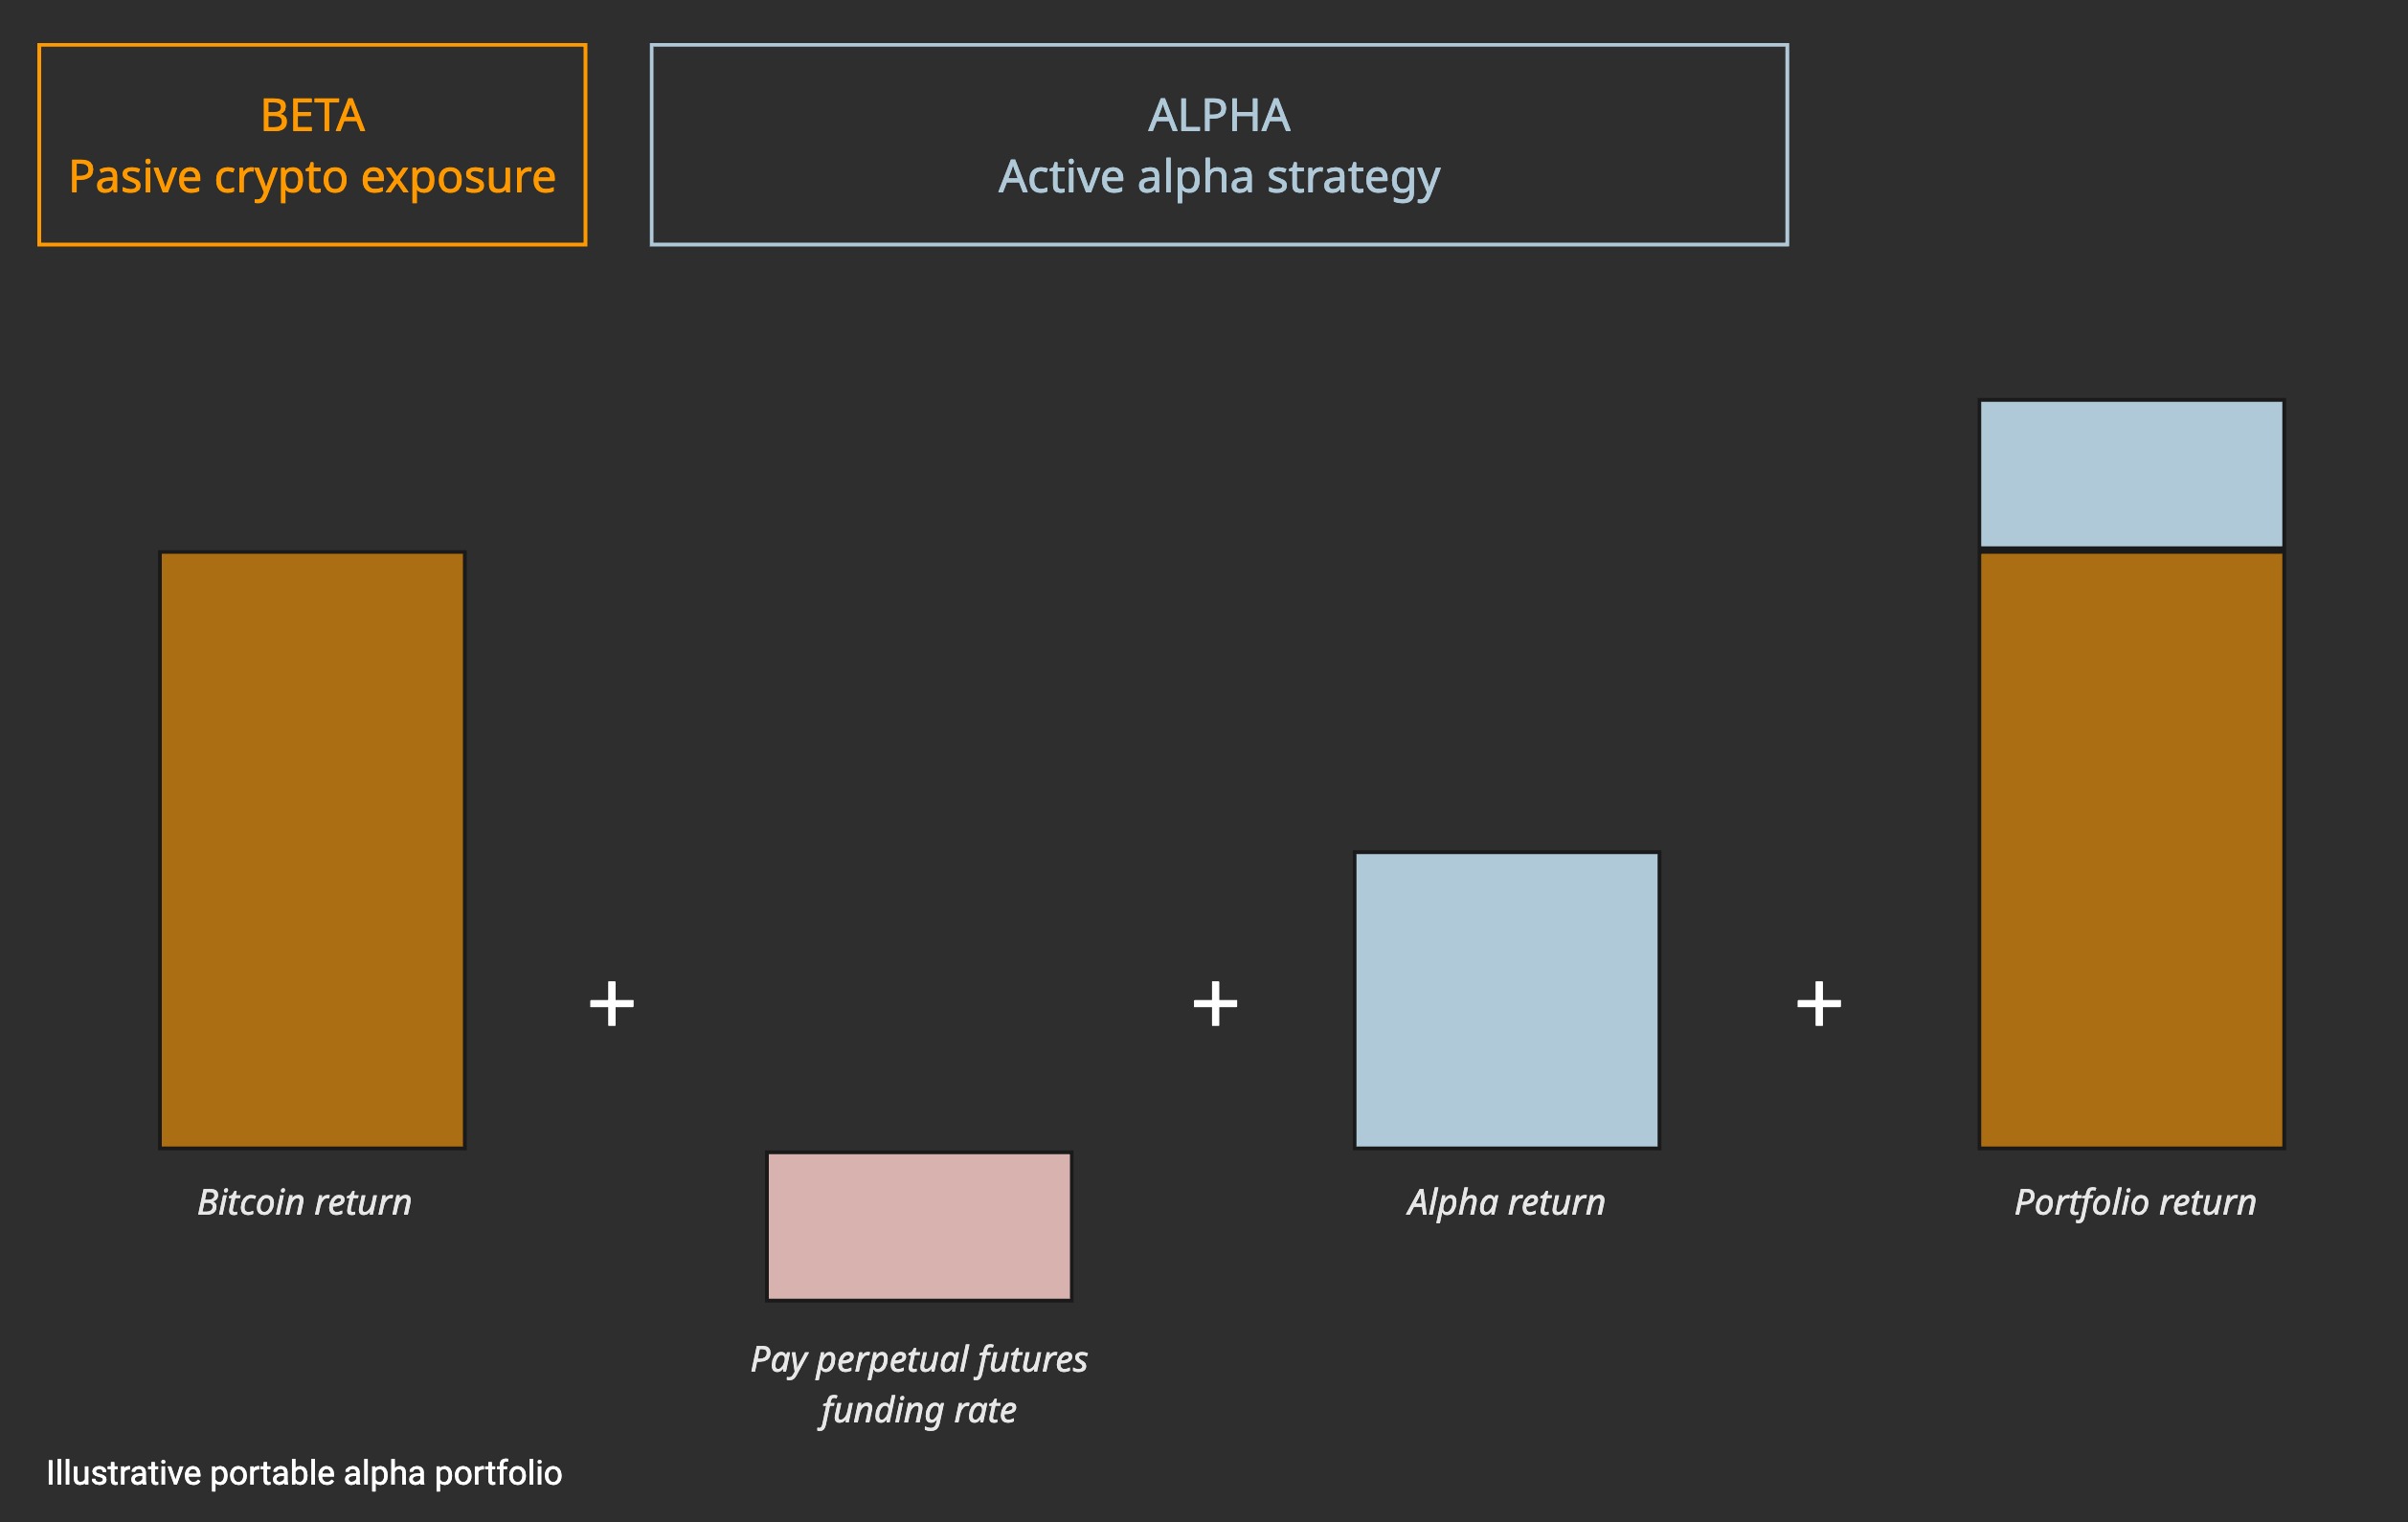 BETA
Pasive crypto exposure
ALPHA
Active alpha strategy
+
+
+
Bitcoin return
Alpha return
Portfolio return
Pay perpetual futures
funding rate
Illustrative portable alpha portfolio